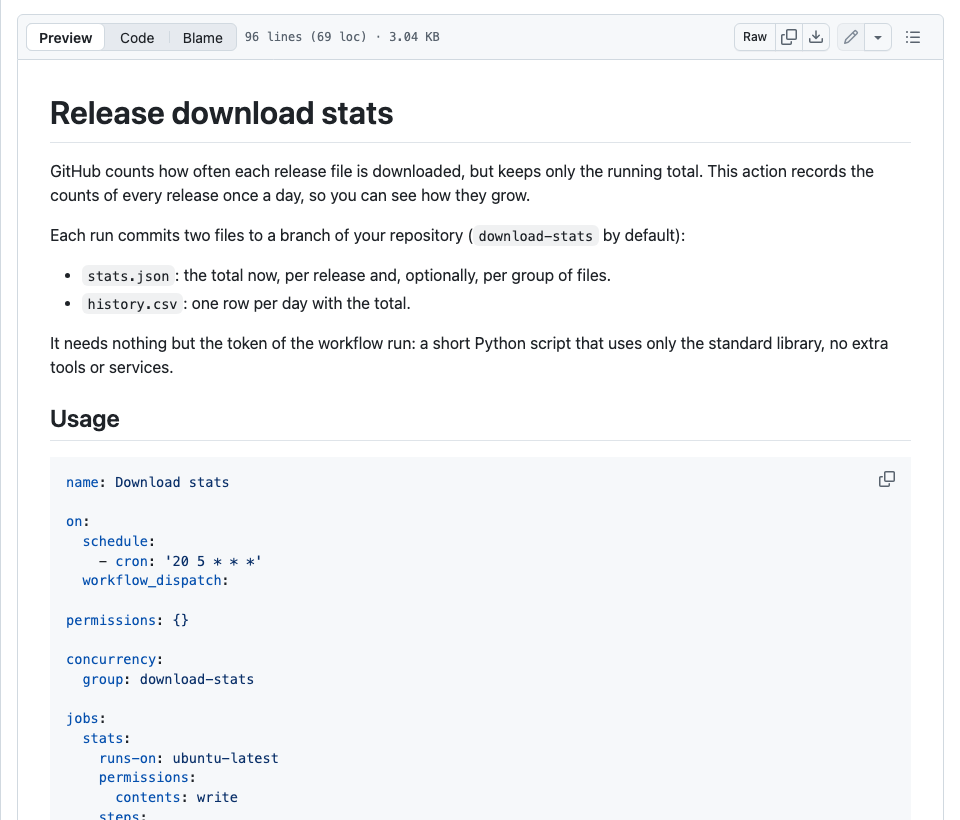 Preview Code Blame 96 lines (69 loc) · 3.04 KB Raw
Release download stats
GitHub counts how often each release file is downloaded, but keeps only the running total. This action records the
counts of every release once a day, so you can see how they grow.
Each run commits two files to a branch of your repository ( download-stats by default):
• stats.json : the total now, per release and, optionally, per group of files.
• history.csv : one row per day with the total.
It needs nothing but the token of the workflow run: a short Python script that uses only the standard library, no extra
tools or services.
Usage
name: Download stats
on:
  schedule:
    - cron: '20 5 * * *'
  workflow_dispatch:
permissions: {}
concurrency:
  group: download-stats
jobs:
  stats:
    runs-on: ubuntu-latest
    permissions:
      contents: write
    steps: